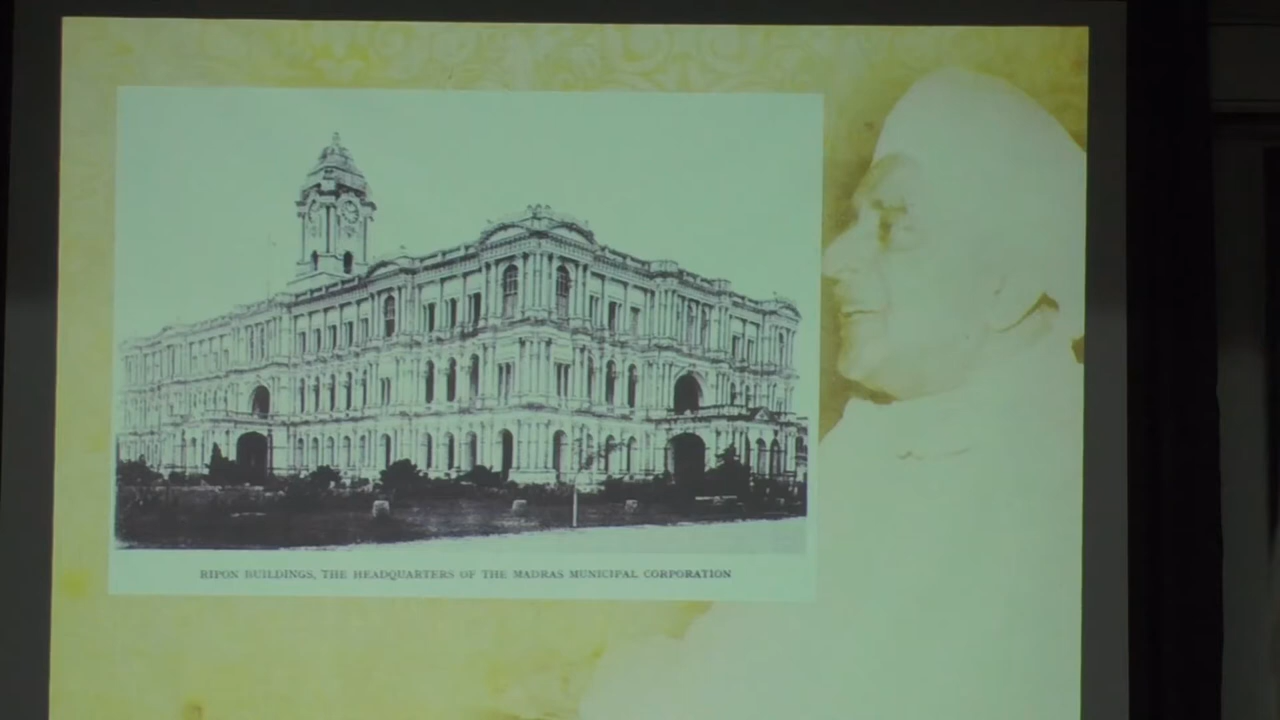 RIPON BUILDINGS, THE HEADQUARTERS OF THE MADRAS MUNICIPAL CORPORATION